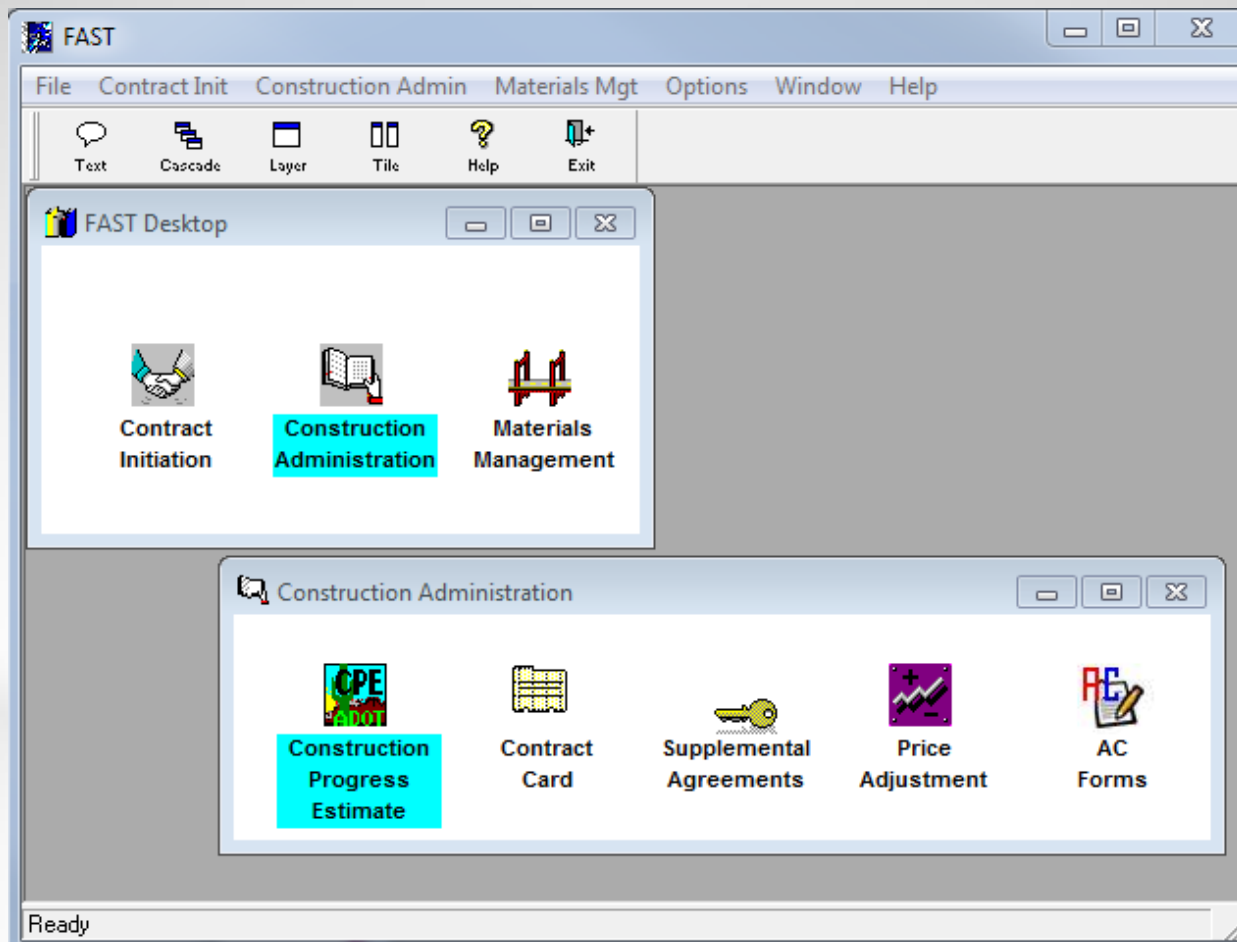 FAST
File Contract Init Construction Admin Materials Mgt Options Window Help
Text Cascade Layer Tile Help Exit
FAST Desktop
Contract Initiation
Construction Administration
Materials Management
Construction Administration
CPE
ADOT
Construction Progress Estimate
Contract Card
Supplemental Agreements
Price Adjustment
AC
AC Forms
Ready